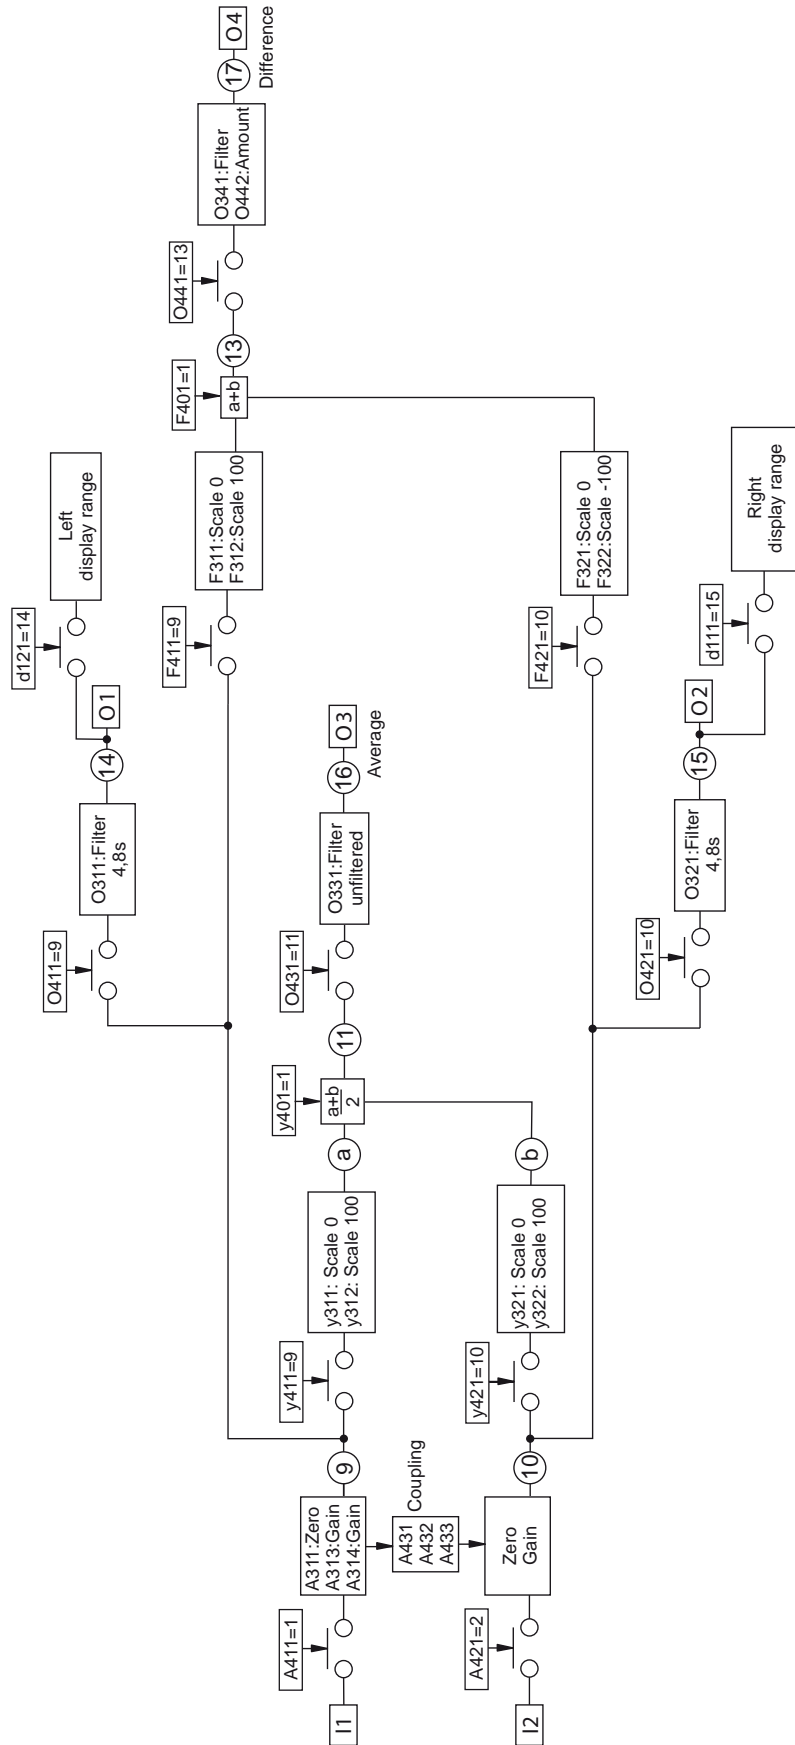 I1
A411=1
A311:Zero
A313:Gain
A314:Gain
9
y411=9
y311: Scale 0
y312: Scale 100
a
y401=1
a+b
2
11
O431=11
O331:Filter
unfiltered
16
O3
Average
O411=9
O311:Filter
4,8s
14
O1
d121=14
Left
display range
F411=9
F311:Scale 0
F312:Scale 100
F401=1
a+b
13
O441=13
O341:Filter
O442:Amount
17
O4
Difference
Coupling
A431
A432
A433
I2
A421=2
Zero
Gain
10
y421=10
y321: Scale 0
y322: Scale 100
b
F421=10
F321:Scale 0
F322:Scale -100
O421=10
O321:Filter
4,8s
15
O2
d111=15
Right
display range